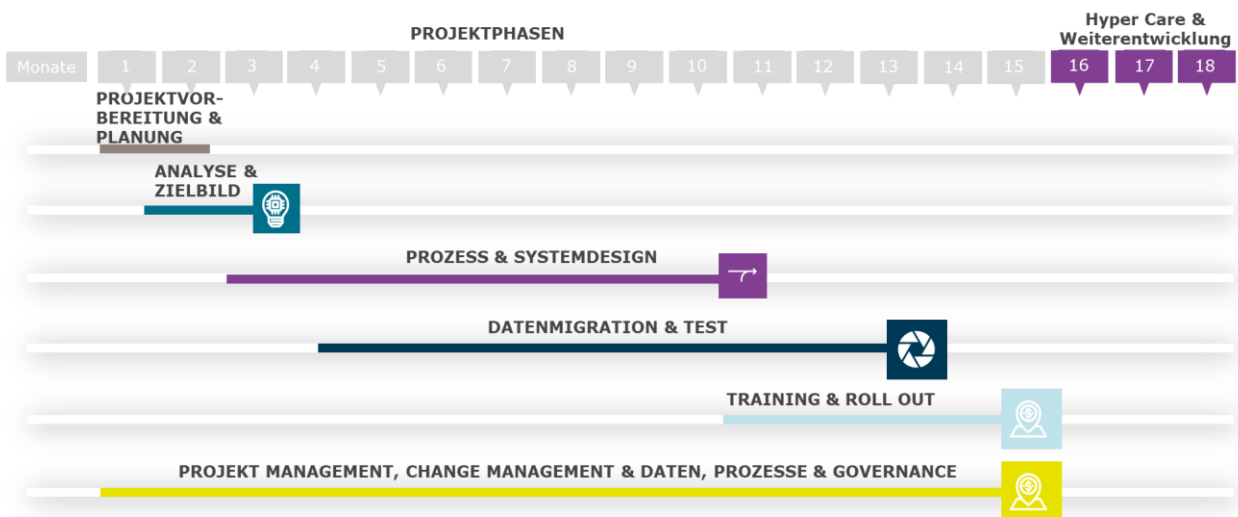 PROJEKTPHASEN
Hyper Care &
Weiterentwicklung
Monate 1 2 3 4 5 6 7 8 9 10 11 12 13 14 15 16 17 18
PROJEKTVOR-
BEREITUNG &
PLANUNG
ANALYSE &
ZIELBILD
PROZESS & SYSTEMDESIGN
DATENMIGRATION & TEST
TRAINING & ROLL OUT
PROJEKT MANAGEMENT, CHANGE MANAGEMENT & DATEN, PROZESSE & GOVERNANCE